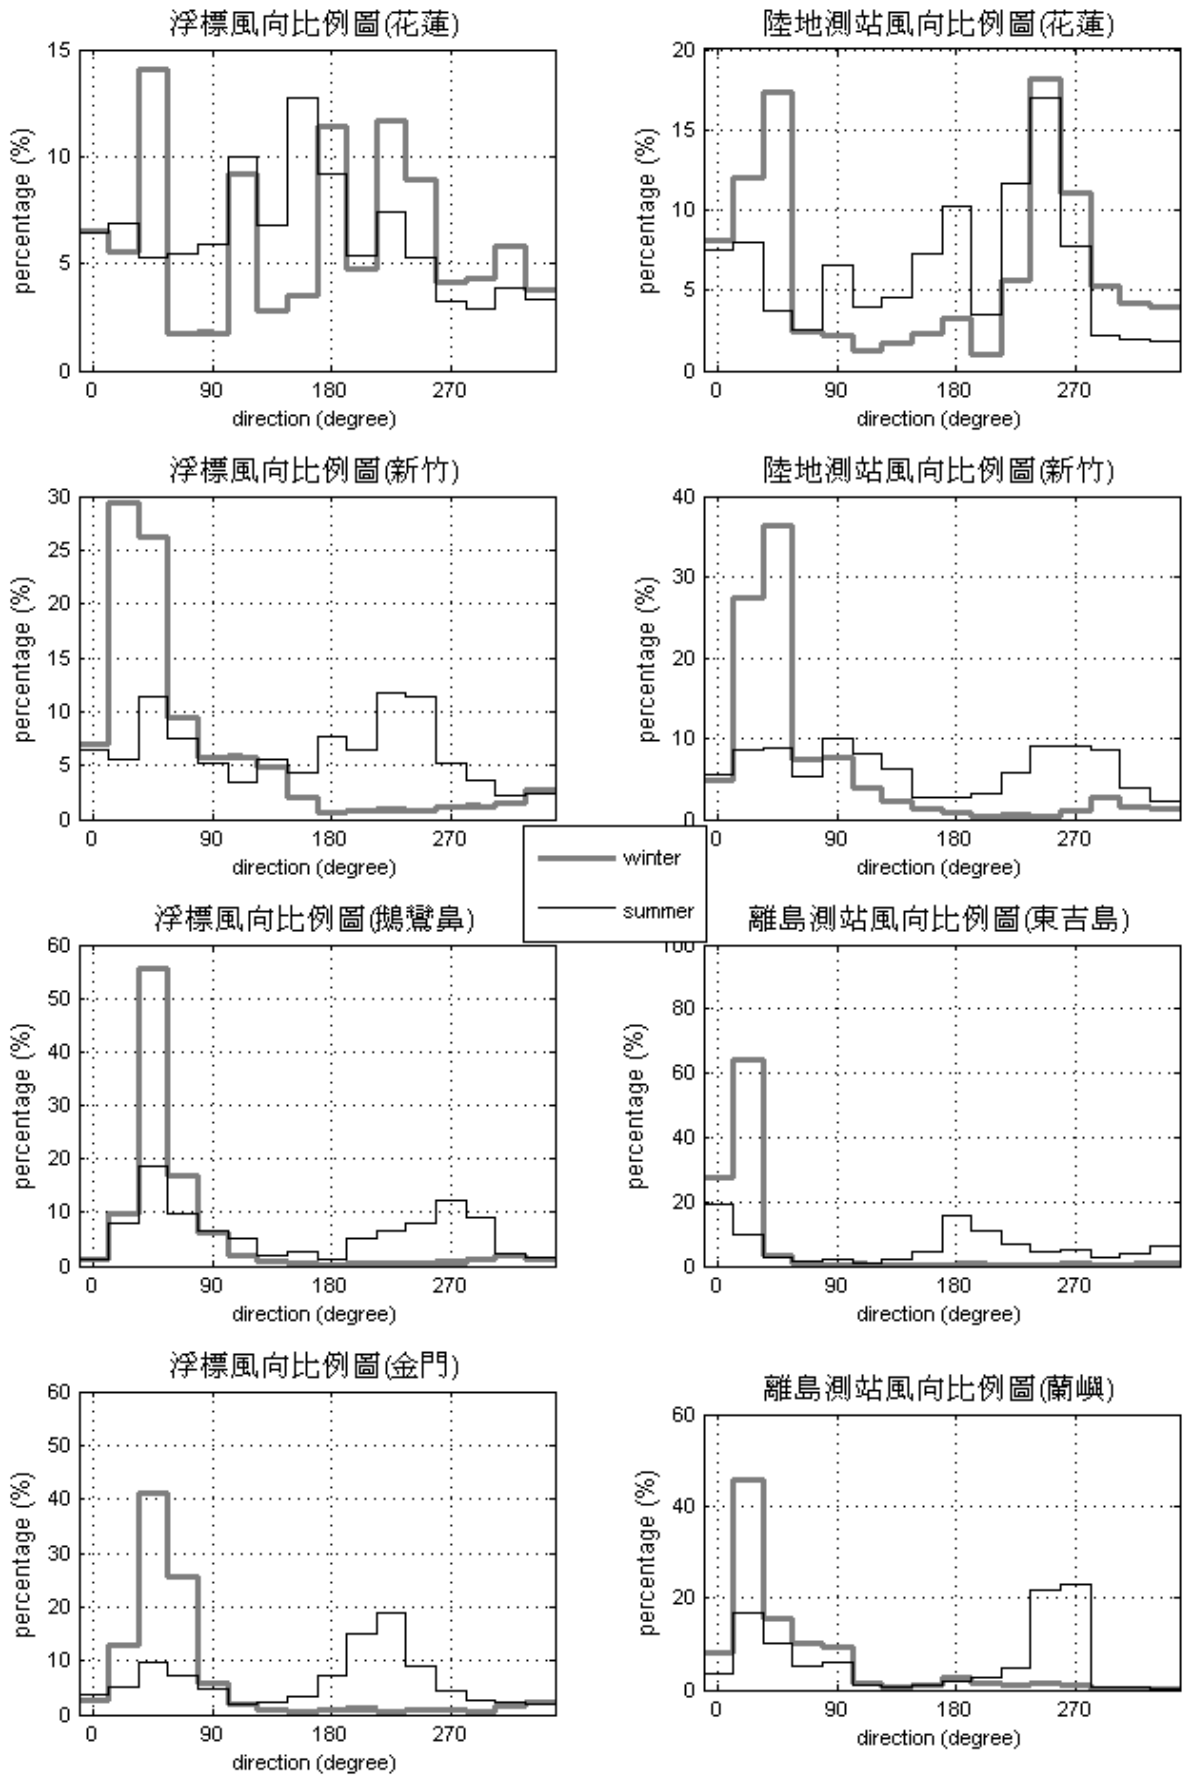 浮標風向比例圖(花蓮)
15
10
5
0
percentage (%)
0 90 180 270
direction (degree)
陸地測站風向比例圖(花蓮)
20
15
10
5
0
percentage (%)
0 90 180 270
direction (degree)
浮標風向比例圖(新竹)
30
25
20
15
10
5
0
percentage (%)
0 90 180 270
direction (degree)
陸地測站風向比例圖(新竹)
40
30
20
10
0
percentage (%)
0 90 180 270
direction (degree)
winter
summer
浮標風向比例圖(鵝鸞鼻)
60
50
40
30
20
10
0
percentage (%)
0 90 180 270
direction (degree)
離島測站風向比例圖(東吉島)
100
80
60
40
20
0
percentage (%)
0 90 180 270
direction (degree)
浮標風向比例圖(金門)
60
50
40
30
20
10
0
percentage (%)
0 90 180 270
direction (degree)
離島測站風向比例圖(蘭嶼)
60
40
20
0
percentage (%)
0 90 180 270
direction (degree)